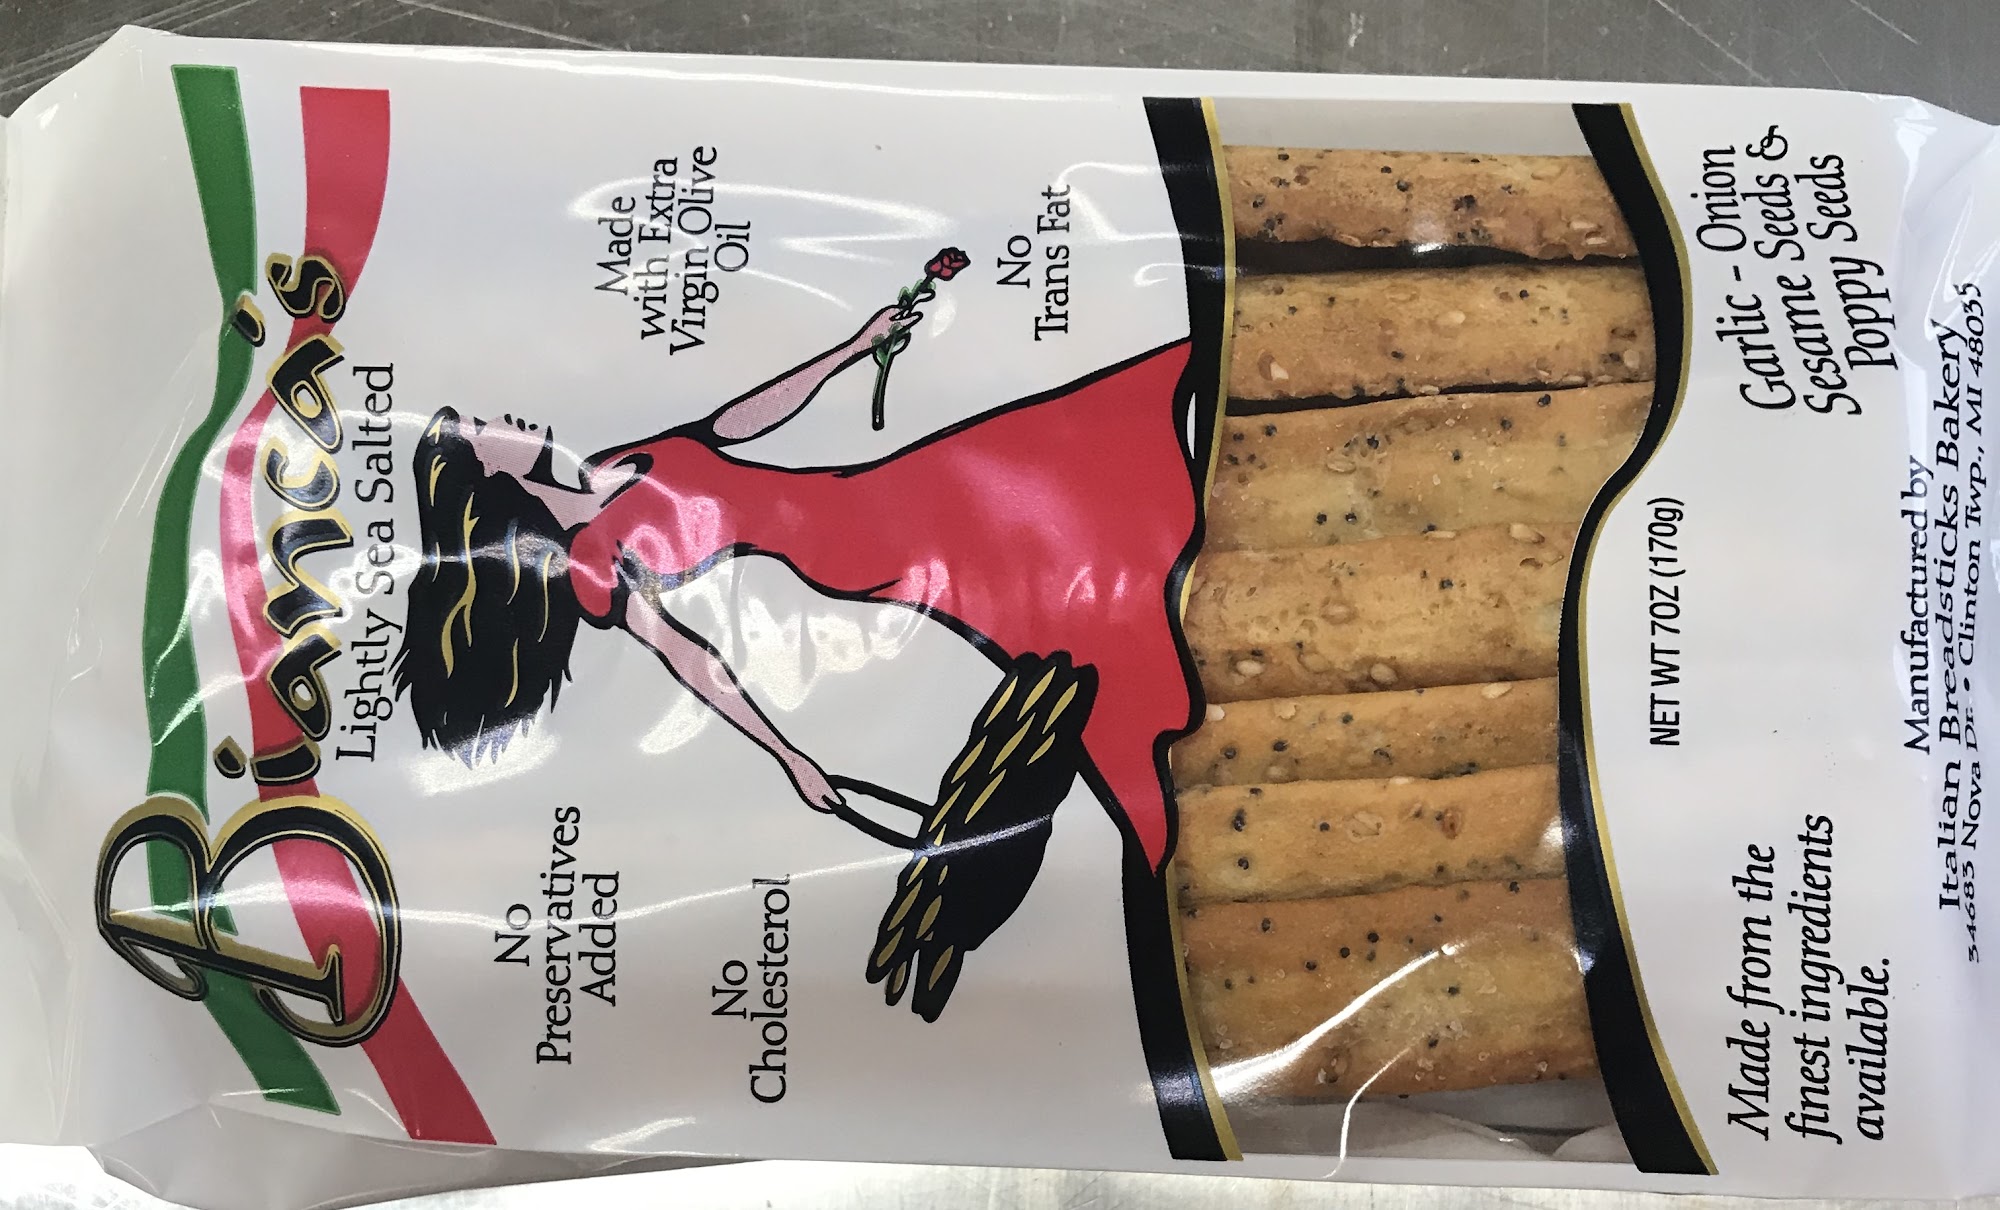 Bianca's
Lightly Sea Salted
No
Preservatives
Added
Made
with Extra
Virgin Olive
Oil
No
Cholesterol
No
Trans Fat
NET WT 7OZ (170g)
Made from the
finest ingredients
available.
Garlic - Onion
Sesame Seeds &
Poppy Seeds
Manufactured by
Italian Breadsticks Bakery
34683 Nova Dr. • Clinton Twp., MI 48035